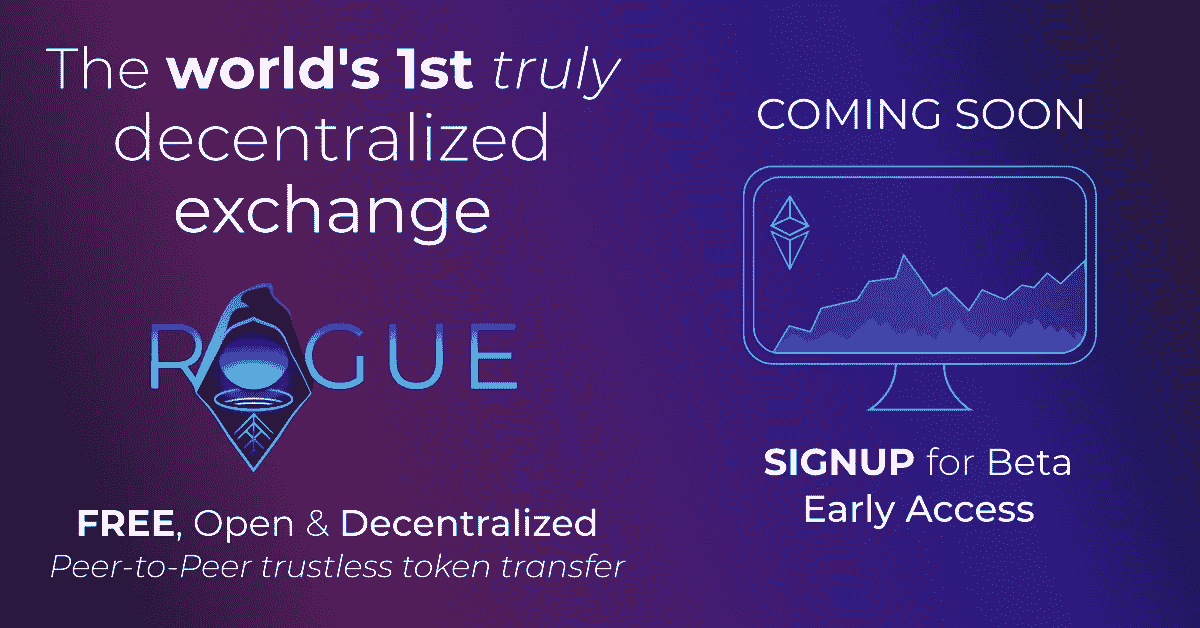 The world's 1st truly
decentralized
exchange
ROGUE
FREE, Open & Decentralized
Peer-to-Peer trustless token transfer
COMING SOON
SIGNUP for Beta
Early Access